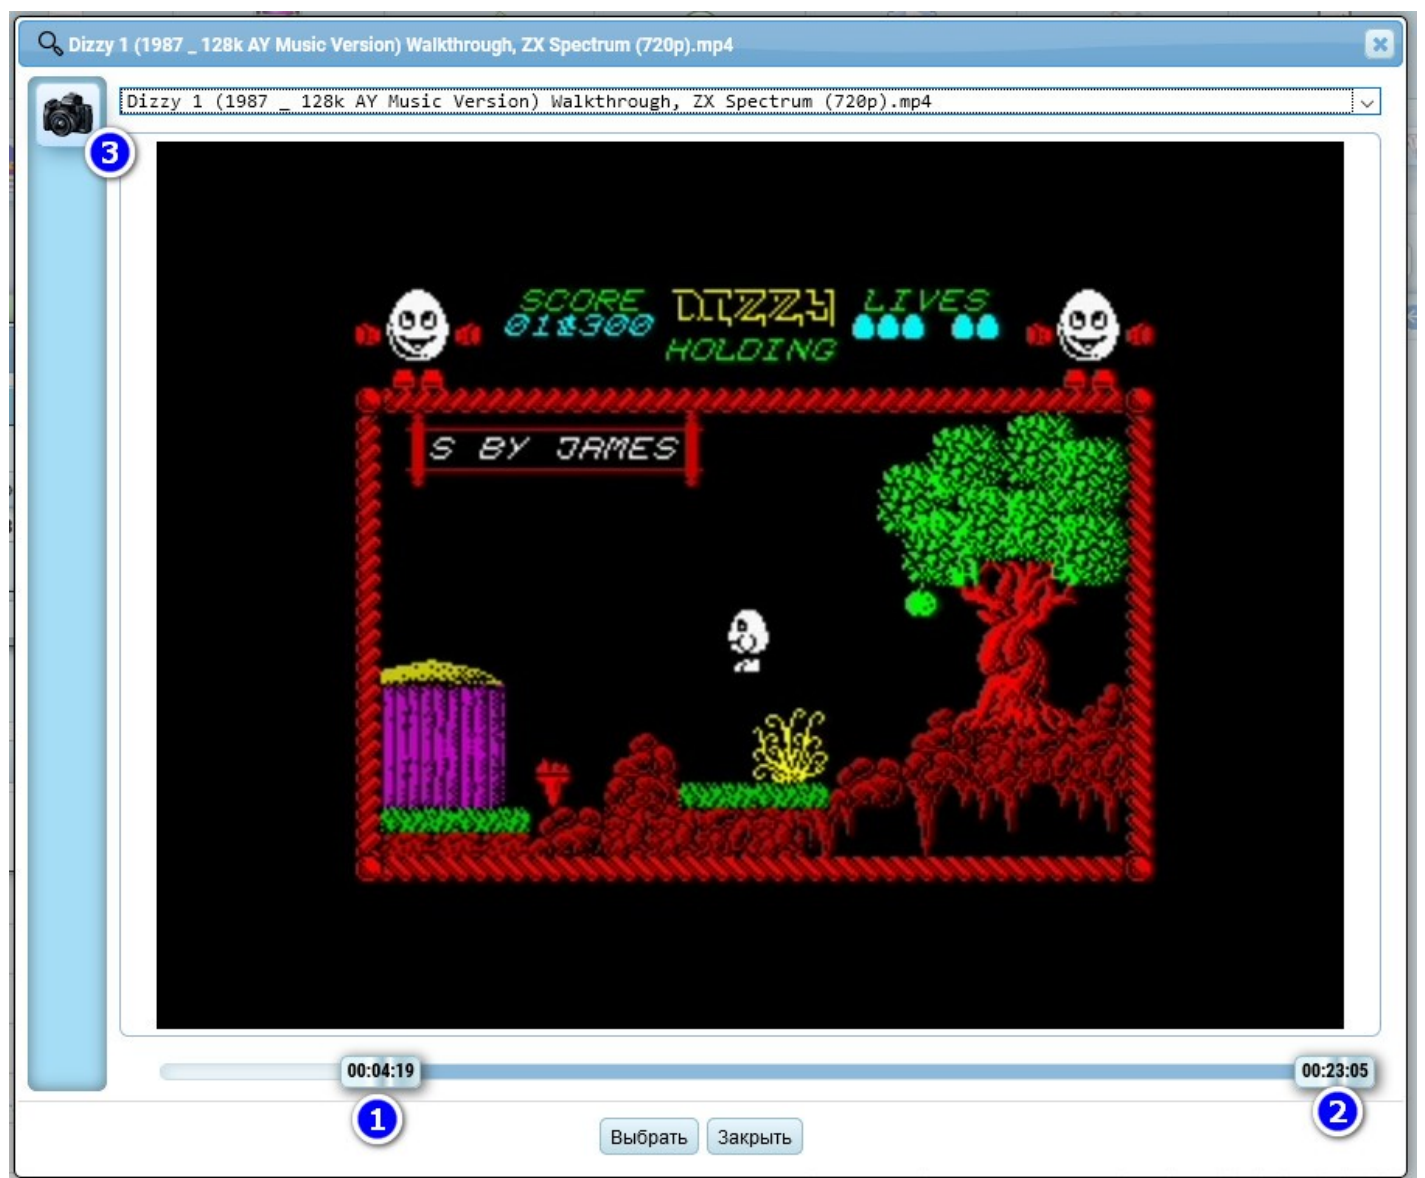 Dizzy 1 (1987 _ 128k AY Music Version) Walkthrough, ZX Spectrum (720p).mp4
Dizzy 1 (1987 _ 128k AY Music Version) Walkthrough, ZX Spectrum (720p).mp4
3
SCORE DIZZY LIVES
HOLDING
S BY JAMES
00:04:19 00:23:05
1 2
Выбрать Закрыть